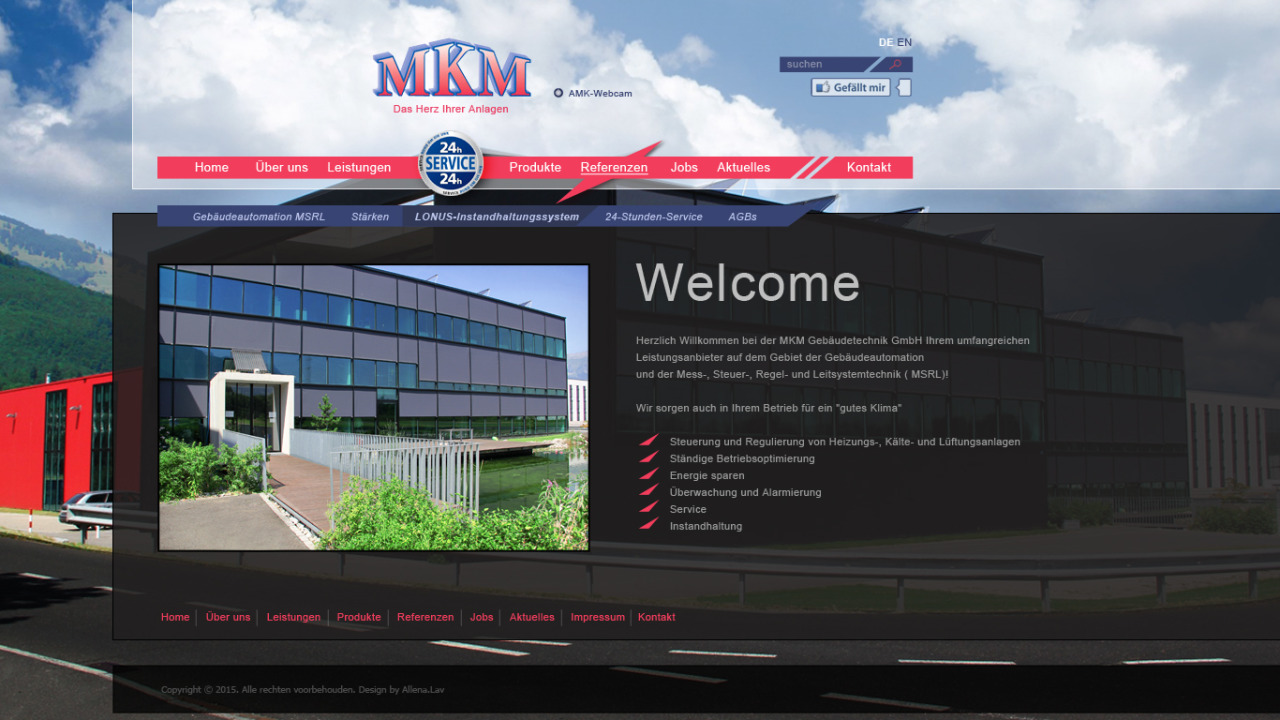 DE EN
MKM
Das Herz Ihrer Anlagen
AMK-Webcam
suchen
Gefällt mir
Home Über uns Leistungen 24h SERVICE 24h Produkte Referenzen Jobs Aktuelles Kontakt
Gebäudeautomation MSRL Stärken LONUS-Instandhaltungssystem 24-Stunden-Service AGBs
Welcome
Herzlich Willkommen bei der MKM Gebäudetechnik GmbH Ihrem umfangreichen
Leistungsanbieter auf dem Gebiet der Gebäudeautomation
und der Mess-, Steuer-, Regel- und Leitsystemtechnik ( MSRL)!
Wir sorgen auch in Ihrem Betrieb für ein "gutes Klima"
Steuerung und Regulierung von Heizungs-, Kälte- und Lüftungsanlagen
Ständige Betriebsoptimierung
Energie sparen
Überwachung und Alarmierung
Service
Instandhaltung
Home Über uns Leistungen Produkte Referenzen Jobs Aktuelles Impressum Kontakt
Copyright © 2015. Alle rechten voorbehouden. Design by Allena.Lav